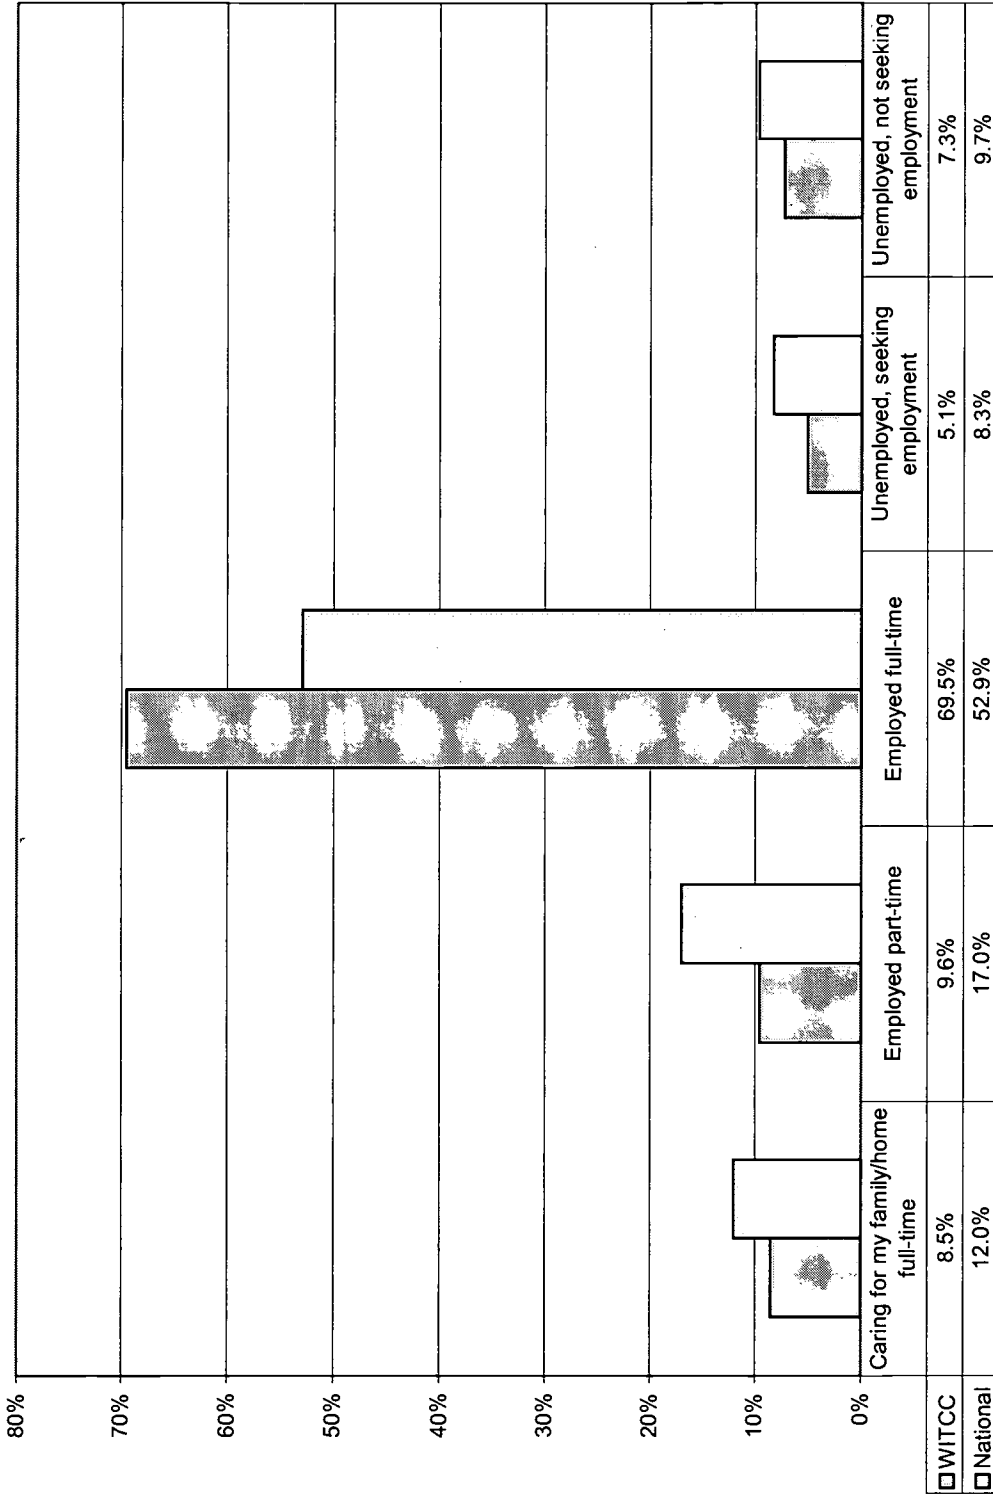 80%
70%
60%
50%
40%
30%
20%
10%
0%
Caring for my family/home
full-time
Employed part-time
Employed full-time
Unemployed, seeking
employment
Unemployed, not seeking
employment
WITCC 8.5% 9.6% 69.5% 5.1% 7.3%
National 12.0% 17.0% 52.9% 8.3% 9.7%